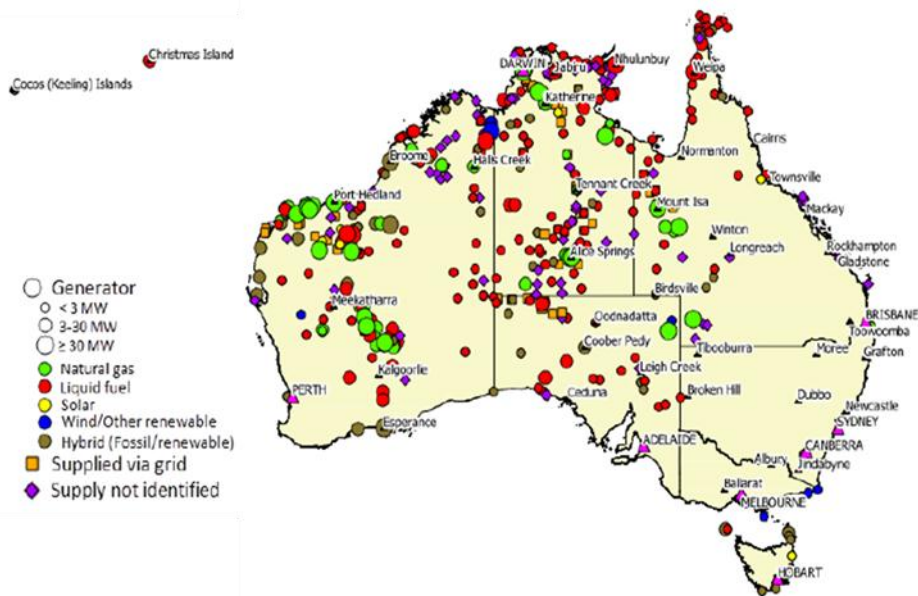 Christmas Island
Cocos (Keeling) Islands
DARWIN
Jabiru
Nhulunbuy
Weipa
Katherine
Cairns
Broome
Halls Creek
Normanton
Townsville
Tennant Creek
Port Hedland
Mount Isa
Mackay
Winton
Longreach
Rockhampton
Gladstone
Alice Springs
Generator
< 3 MW
3-30 MW
≥ 30 MW
Natural gas
Liquid fuel
Solar
Wind/Other renewable
Hybrid (Fossil/renewable)
Supplied via grid
Supply not identified
Meekatharra
Birdsville
Oodnadatta
BRISBANE
Toowoomba
Coober Pedy
Tibooburra
Moree
Grafton
Kalgoorlie
Leigh Creek
PERTH
Ceduna
Broken Hill
Dubbo
Newcastle
SYDNEY
Esperance
ADELAIDE
CANBERRA
Albury
Jindabyne
Ballarat
MELBOURNE
HOBART